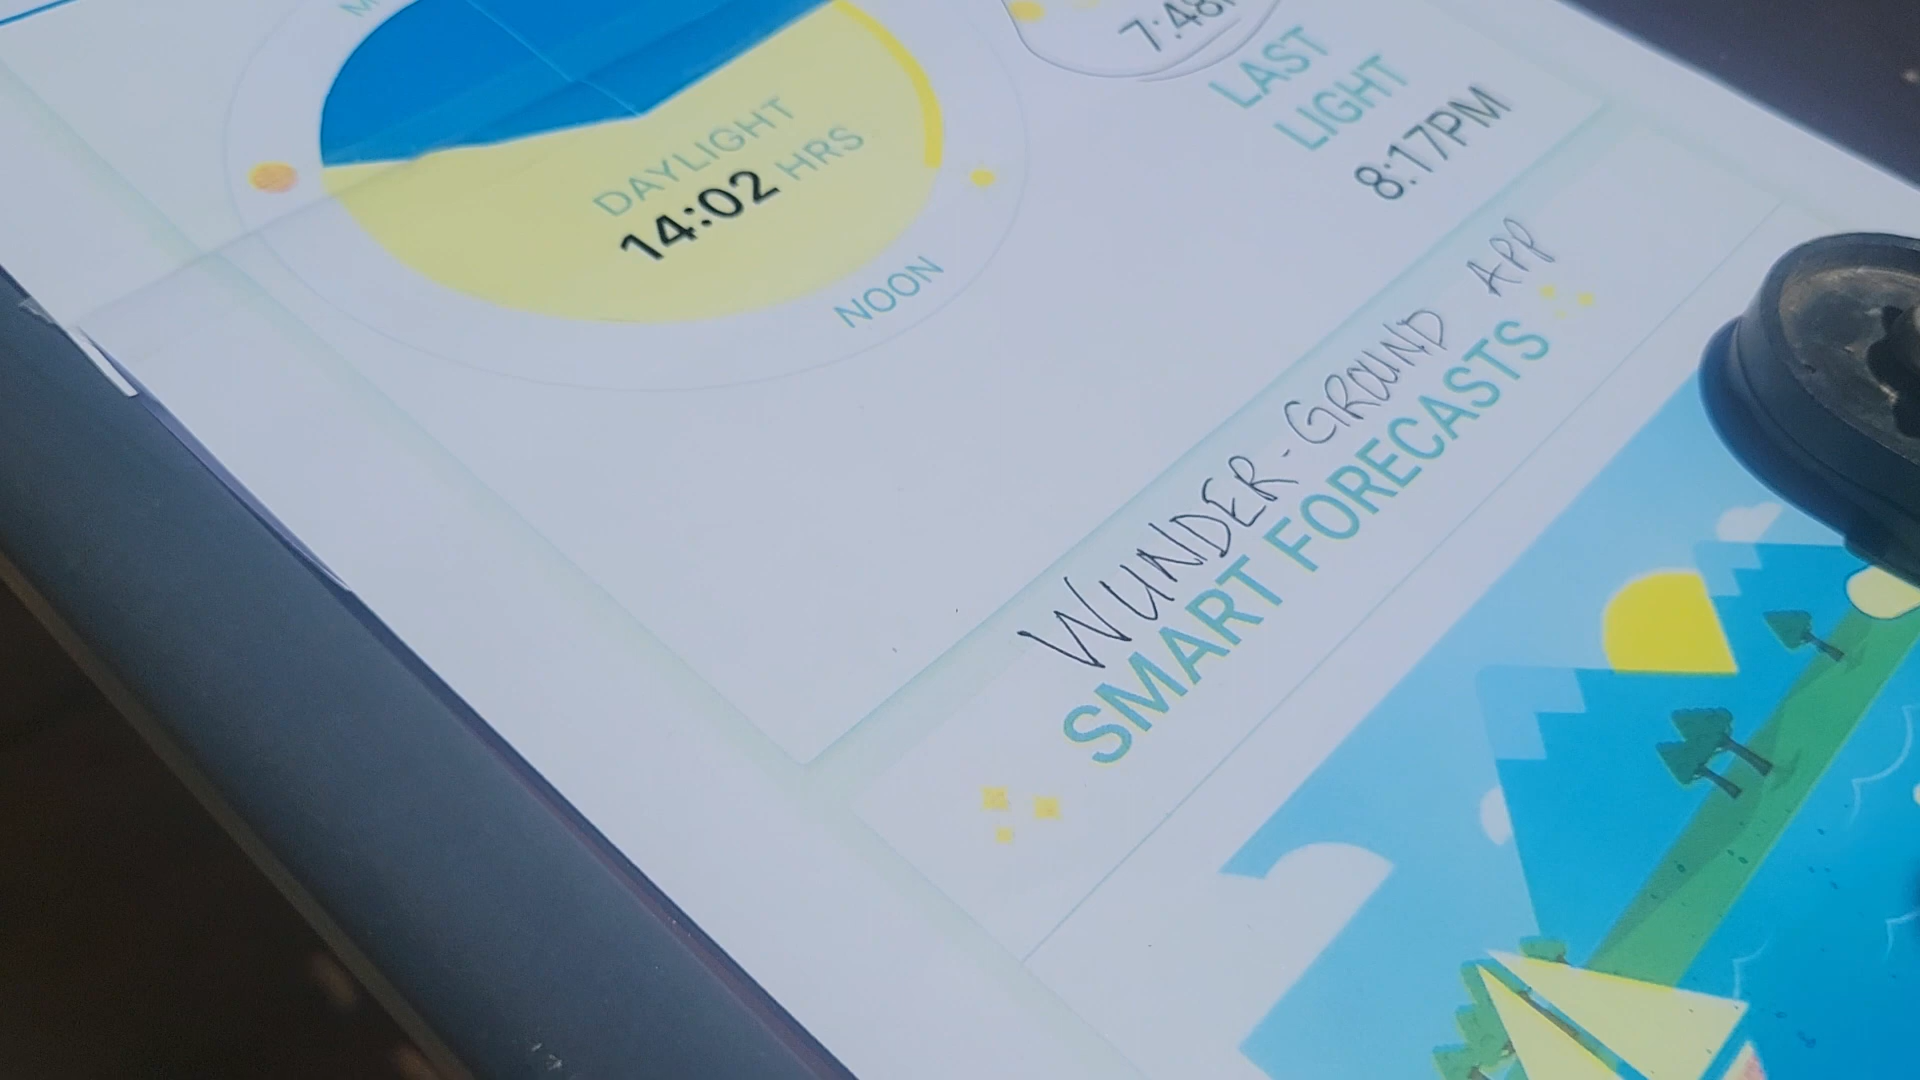 DAYLIGHT
14:02 HRS
NOON
LAST
LIGHT
8:17PM
WUNDER-GROUND APP
SMART FORECASTS